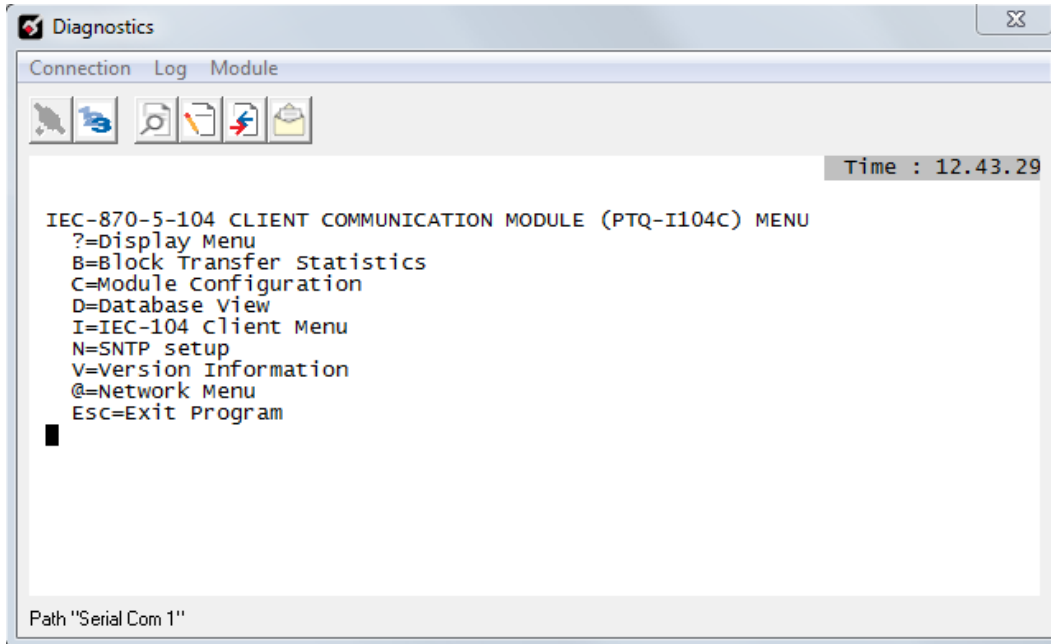 Diagnostics
Connection Log Module
Time : 12.43.29
IEC-870-5-104 CLIENT COMMUNICATION MODULE (PTQ-I104C) MENU
?=Display Menu
B=Block Transfer Statistics
C=Module Configuration
D=Database View
I=IEC-104 Client Menu
N=SNTP setup
V=Version Information
@=Network Menu
Esc=Exit Program
Path "Serial Com 1"